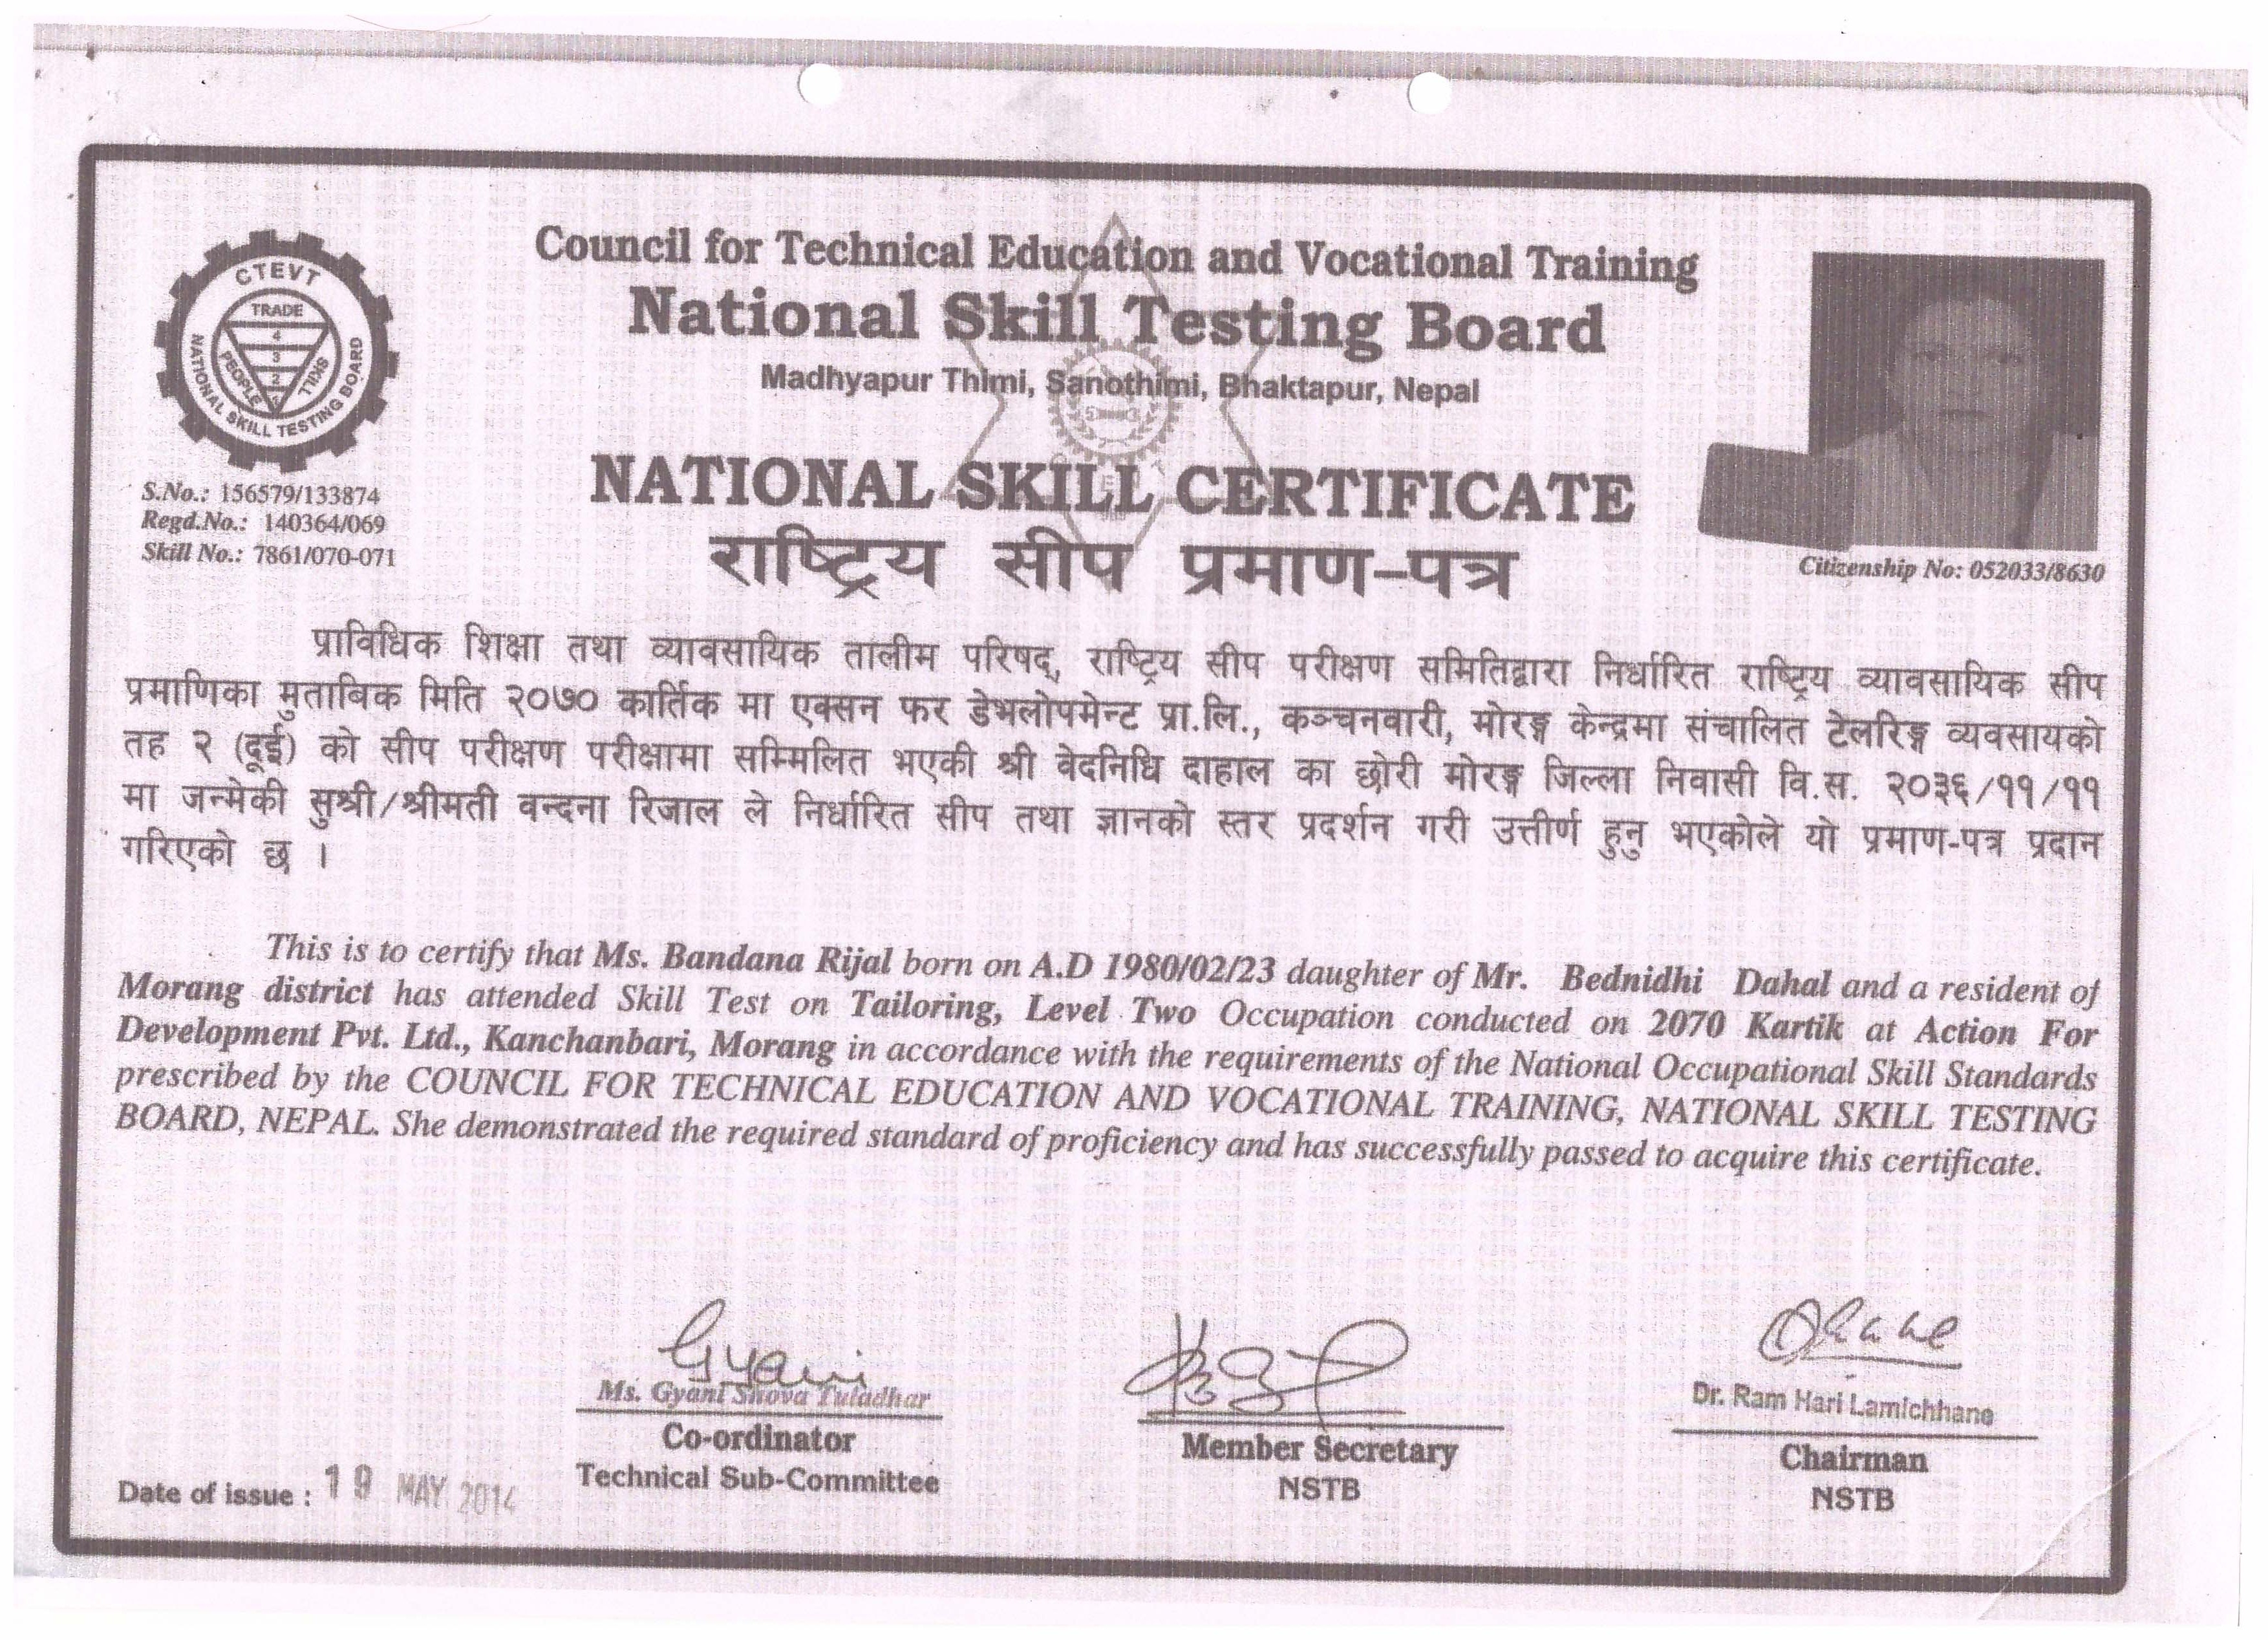 Council for Technical Education and Vocational Training
National Skill Testing Board
Madhyapur Thimi, Sanothimi, Bhaktapur, Nepal
CTEVT
NATIONAL SKILL TESTING BOARD
TRADE
PEOPLE
SKILL
4
3
2
1
S.No.: 156579/133874
Regd.No.: 140364/069
Skill No.: 7861/070-071
NATIONAL SKILL CERTIFICATE
राष्ट्रिय सीप प्रमाण-पत्र
Citizenship No: 052033/8630
प्राविधिक शिक्षा तथा व्यावसायिक तालीम परिषद्, राष्ट्रिय सीप परीक्षण समितिद्वारा निर्धारित राष्ट्रिय व्यावसायिक सीप
प्रमाणिका मुताबिक मिति २०७० कार्तिक मा एक्सन फर डेभलोपमेन्ट प्रा.लि., कञ्चनवारी, मोरङ्ग केन्द्रमा संचालित टेलरिङ्ग व्यवसायको
तह २ (दूई) को सीप परीक्षण परीक्षामा सम्मिलित भएकी श्री वेदनिधि दाहाल का छोरी मोरङ्ग जिल्ला निवासी वि.स. २०३६/११/११
मा जन्मेकी सुश्री/श्रीमती वन्दना रिजाल ले निर्धारित सीप तथा ज्ञानको स्तर प्रदर्शन गरी उत्तीर्ण हुनु भएकोले यो प्रमाण-पत्र प्रदान
गरिएको छ ।
This is to certify that Ms. Bandana Rijal born on A.D 1980/02/23 daughter of Mr. Bednidhi Dahal and a resident of
Morang district has attended Skill Test on Tailoring, Level Two Occupation conducted on 2070 Kartik at Action For
Development Pvt. Ltd., Kanchanbari, Morang in accordance with the requirements of the National Occupational Skill Standards
prescribed by the COUNCIL FOR TECHNICAL EDUCATION AND VOCATIONAL TRAINING, NATIONAL SKILL TESTING
BOARD, NEPAL. She demonstrated the required standard of proficiency and has successfully passed to acquire this certificate.
Gyani
Ms. Gyani Shova Tuladhar
Co-ordinator
Technical Sub-Committee
Member Secretary
NSTB
Dr. Ram Hari Lamichhane
Chairman
NSTB
Date of issue : 19 MAY 2014